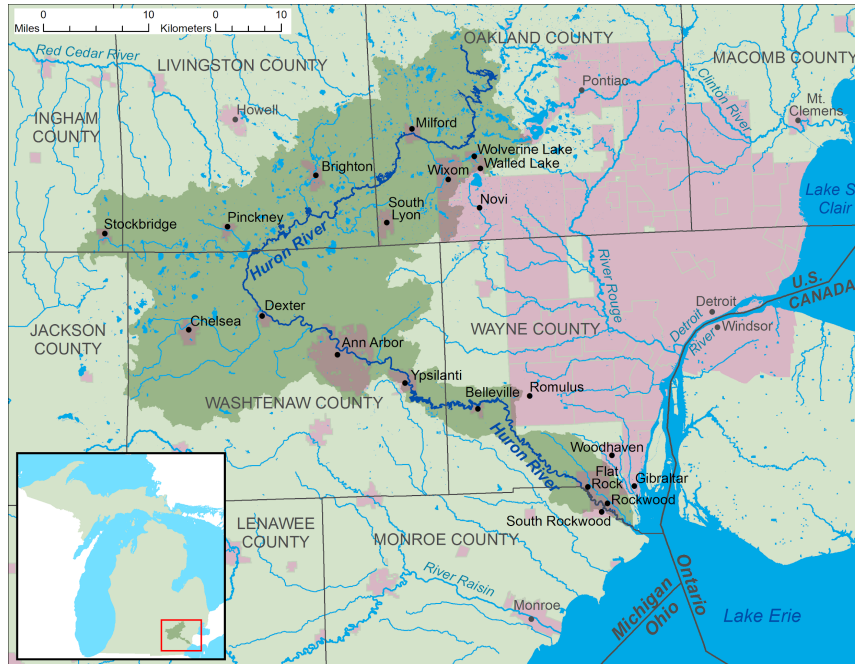 0 10 0 10
Miles Kilometers
OAKLAND COUNTY
Red Cedar River
LIVINGSTON COUNTY
MACOMB COUNTY
Pontiac
Clinton River
Howell
Mt.
Clemens
INGHAM
COUNTY
Milford
Wolverine Lake
Walled Lake
Brighton
Wixom
Lake S
Clair
Novi
South
Lyon
Pinckney
Stockbridge
Huron River
River Rouge
U.S.
CANADA
Dexter
Detroit
Detroit
River
Windsor
Chelsea
WAYNE COUNTY
JACKSON
COUNTY
Ann Arbor
Ypsilanti
Romulus
Belleville
WASHTENAW COUNTY
Huron River
Woodhaven
Flat
Rock
Gibraltar
Rockwood
South Rockwood
LENAWEE
COUNTY
MONROE COUNTY
River Raisin
Monroe
Ontario
Michigan
Ohio
Lake Erie